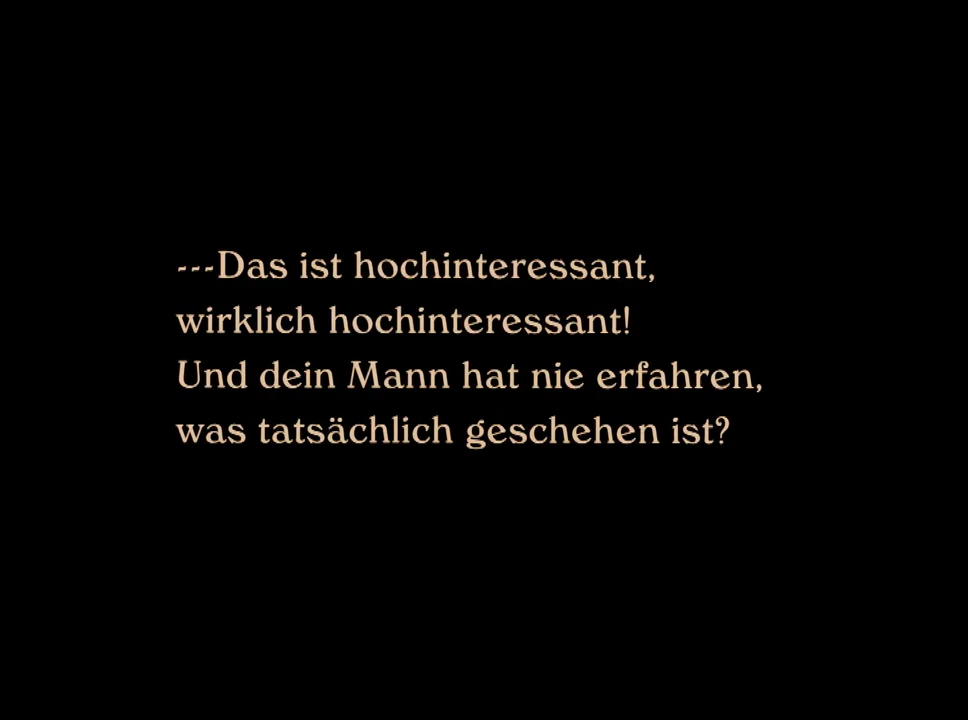 ---Das ist hochinteressant,
wirklich hochinteressant!
Und dein Mann hat nie erfahren,
was tatsächlich geschehen ist?